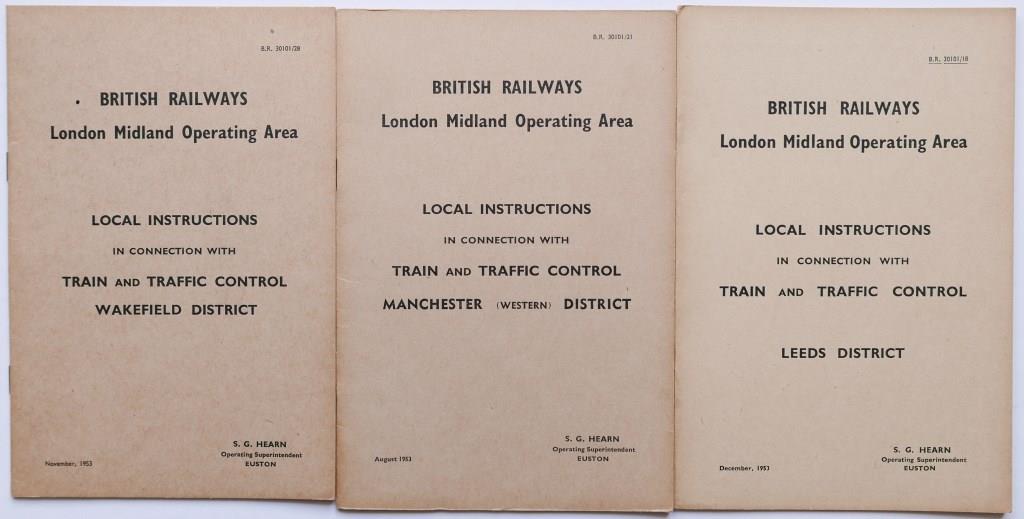 B.R. 30101/28
BRITISH RAILWAYS
London Midland Operating Area
LOCAL INSTRUCTIONS
IN CONNECTION WITH
TRAIN AND TRAFFIC CONTROL
WAKEFIELD DISTRICT
S. G. HEARN
Operating Superintendent
EUSTON
November, 1953
B.R. 30101/21
BRITISH RAILWAYS
London Midland Operating Area
LOCAL INSTRUCTIONS
IN CONNECTION WITH
TRAIN AND TRAFFIC CONTROL
MANCHESTER (WESTERN) DISTRICT
S. G. HEARN
Operating Superintendent
EUSTON
August 1953
B.R. 30101/18
BRITISH RAILWAYS
London Midland Operating Area
LOCAL INSTRUCTIONS
IN CONNECTION WITH
TRAIN AND TRAFFIC CONTROL
LEEDS DISTRICT
S. G. HEARN
Operating Superintendent
EUSTON
December, 1953